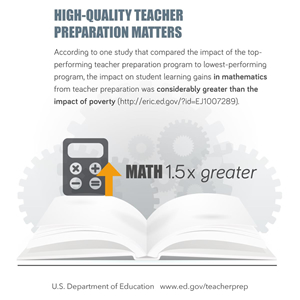 HIGH-QUALITY TEACHER
PREPARATION MATTERS
According to one study that compared the impact of the top-
performing teacher preparation program to lowest-performing
program, the impact on student learning gains in mathematics
from teacher preparation was considerably greater than the
impact of poverty (http://eric.ed.gov/?id=EJ1007289).
MATH 1.5x greater
U.S. Department of Education www.ed.gov/teacherprep